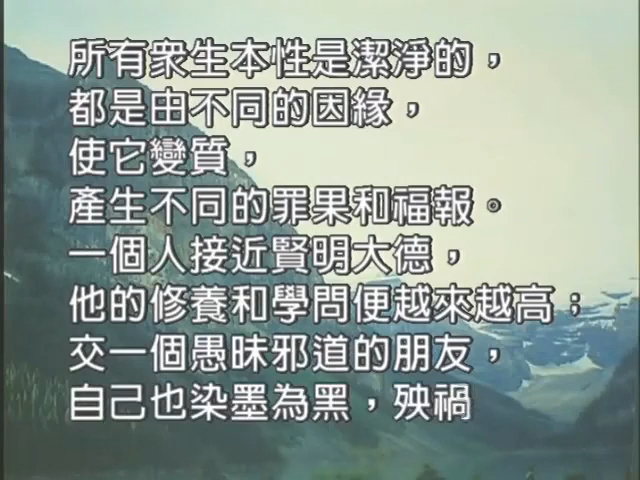 所有眾生本性是潔淨的，
都是由不同的因緣，
使它變質，
產生不同的罪果和福報。
一個人接近賢明大德，
他的修養和學問便越來越高；
交一個愚昧邪道的朋友，
自己也染墨為黑，殃禍